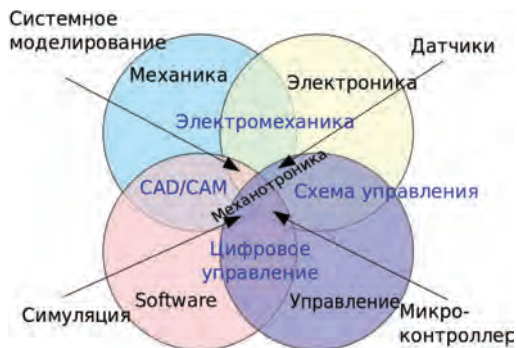 Системное
моделирование
Датчики
Механика
Электроника
Электромеханика
Механотроника
CAD/CAM
Схема управления
Цифровое
управление
Software
Управление
Симуляция
Микро-
контроллер